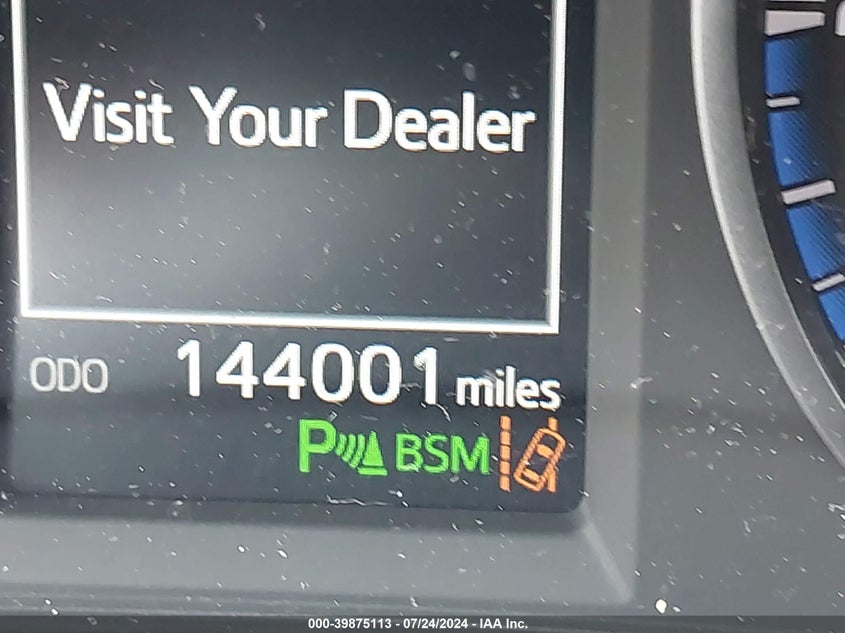 Visit Your Dealer
ODO 144001 miles
P BSM
000-39875113 - 07/24/2024 - IAA Inc.